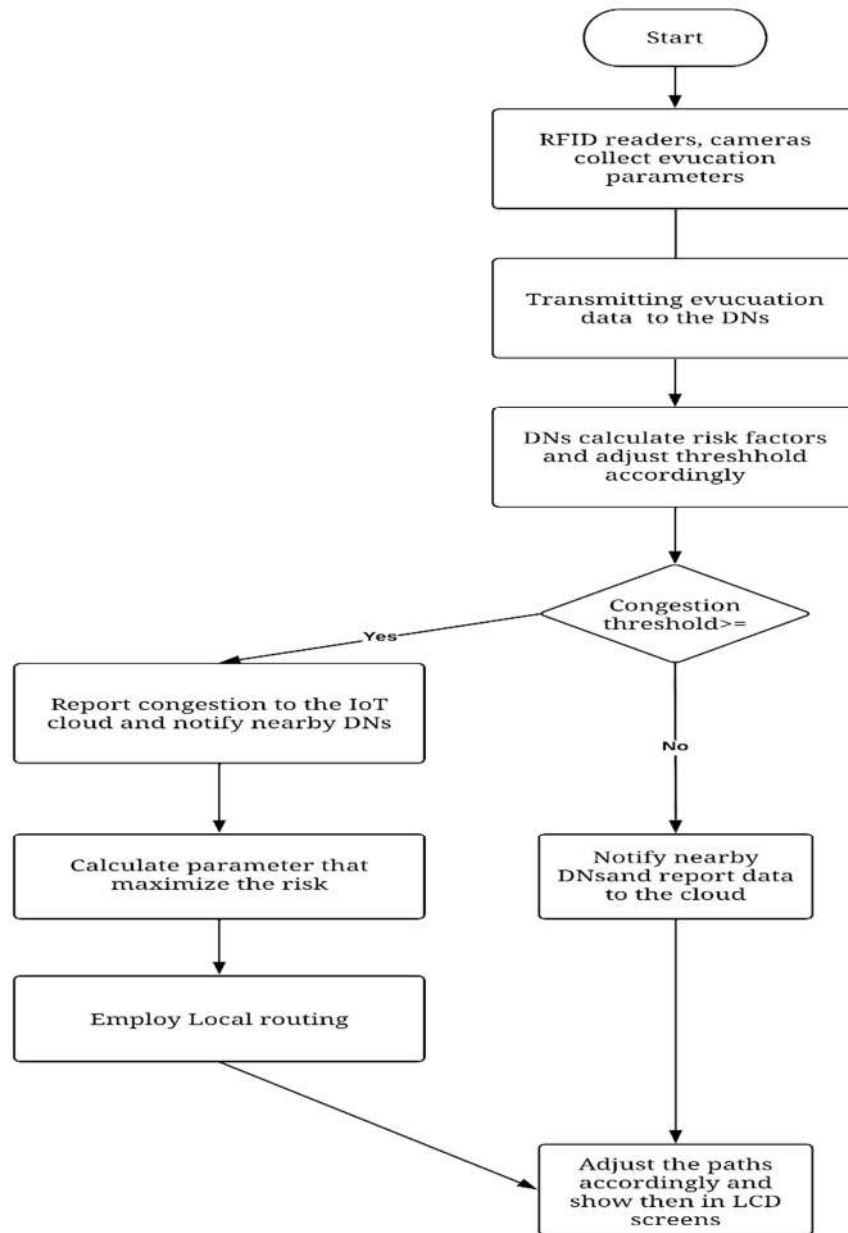 Start
RFID readers, cameras
collect evucation
parameters
Transmitting evucuation
data to the DNs
DNs calculate risk factors
and adjust threshhold
accordingly
Congestion
threshold>=
Yes
Report congestion to the IoT
cloud and notify nearby DNs
No
Calculate parameter that
maximize the risk
Notify nearby
DNsand report data
to the cloud
Employ Local routing
Adjust the paths
accordingly and
show then in LCD
screens